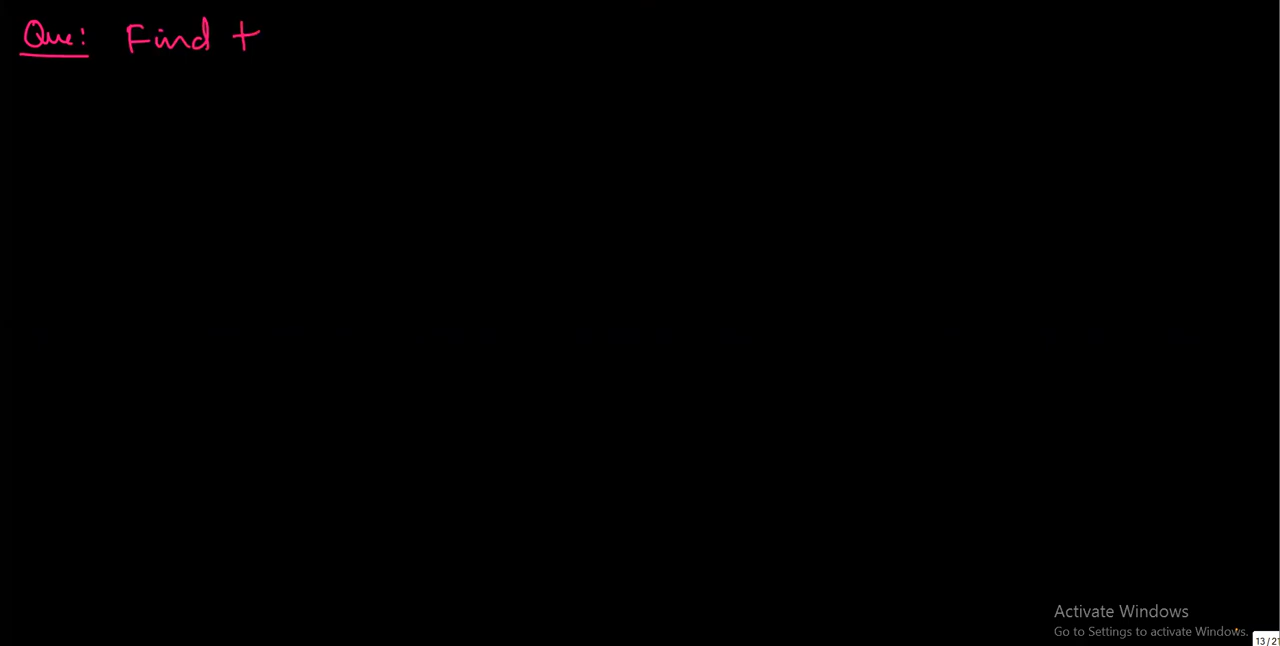 Que: Find t
Activate Windows
Go to Settings to activate Windows.
13 / 21